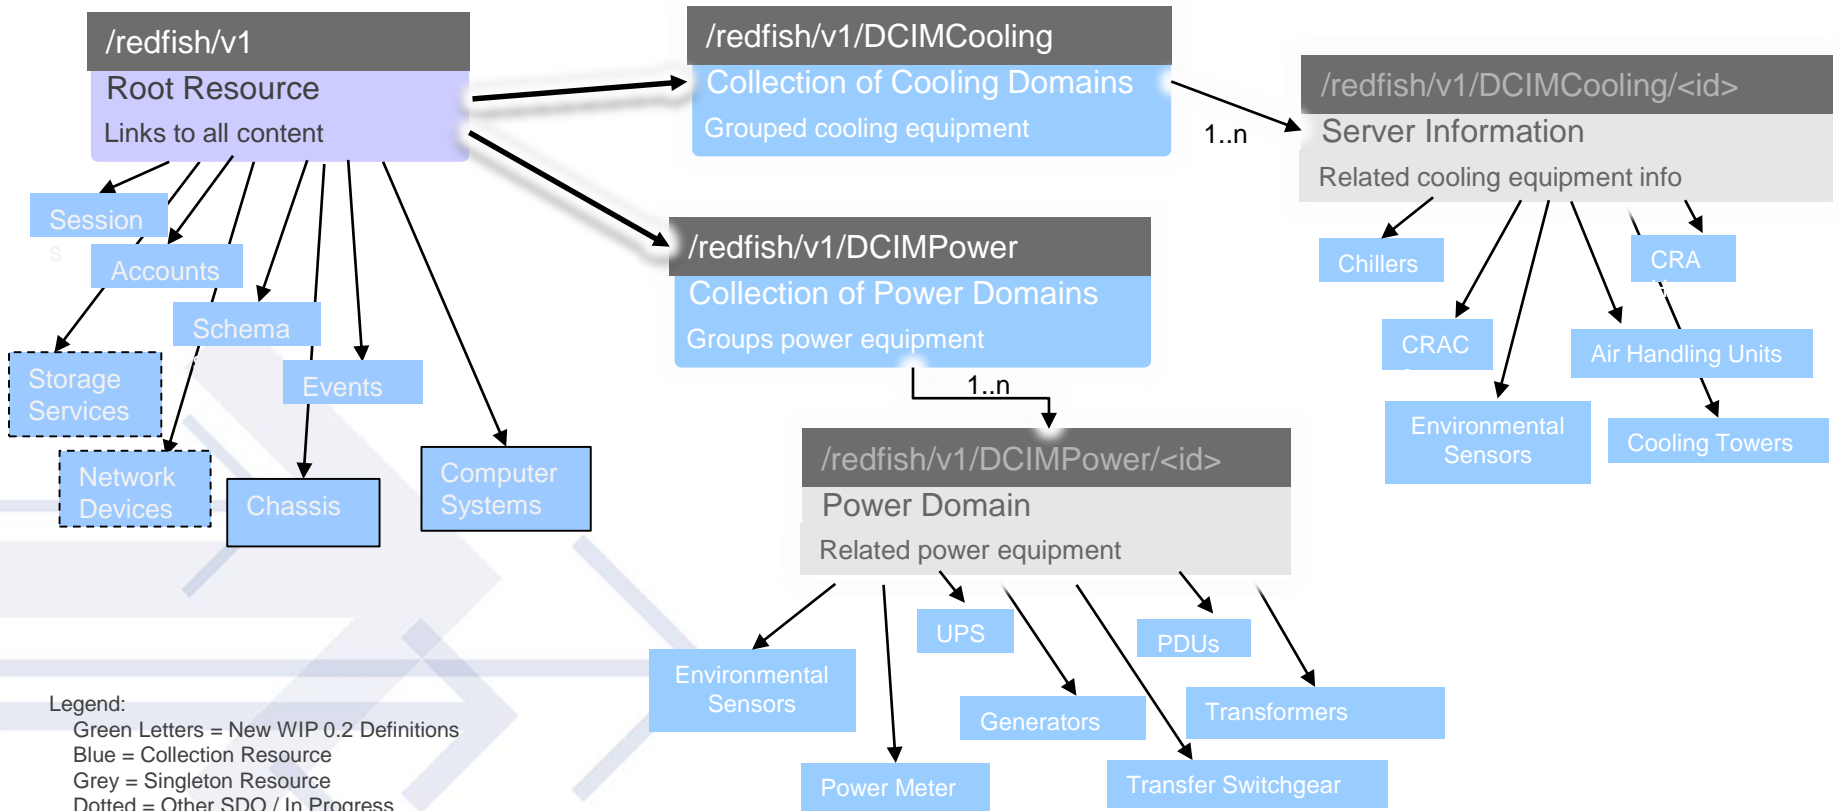 /redfish/v1
Root Resource
Links to all content
/redfish/v1/DCIMCooling
Collection of Cooling Domains
Grouped cooling equipment
1..n
/redfish/v1/DCIMCooling/<id>
Server Information
Related cooling equipment info
Session
s
Accounts
Schema
Storage
Services
Events
Network
Devices
Chassis
Computer
Systems
/redfish/v1/DCIMPower
Collection of Power Domains
Groups power equipment
1..n
Chillers
CRA
CRAC
Air Handling Units
Environmental
Sensors
Cooling Towers
/redfish/v1/DCIMPower/<id>
Power Domain
Related power equipment
UPS
PDUs
Environmental
Sensors
Generators
Transformers
Power Meter
Transfer Switchgear
Legend:
Green Letters = New WIP 0.2 Definitions
Blue = Collection Resource
Grey = Singleton Resource
Dotted = Other SDO / In Progress